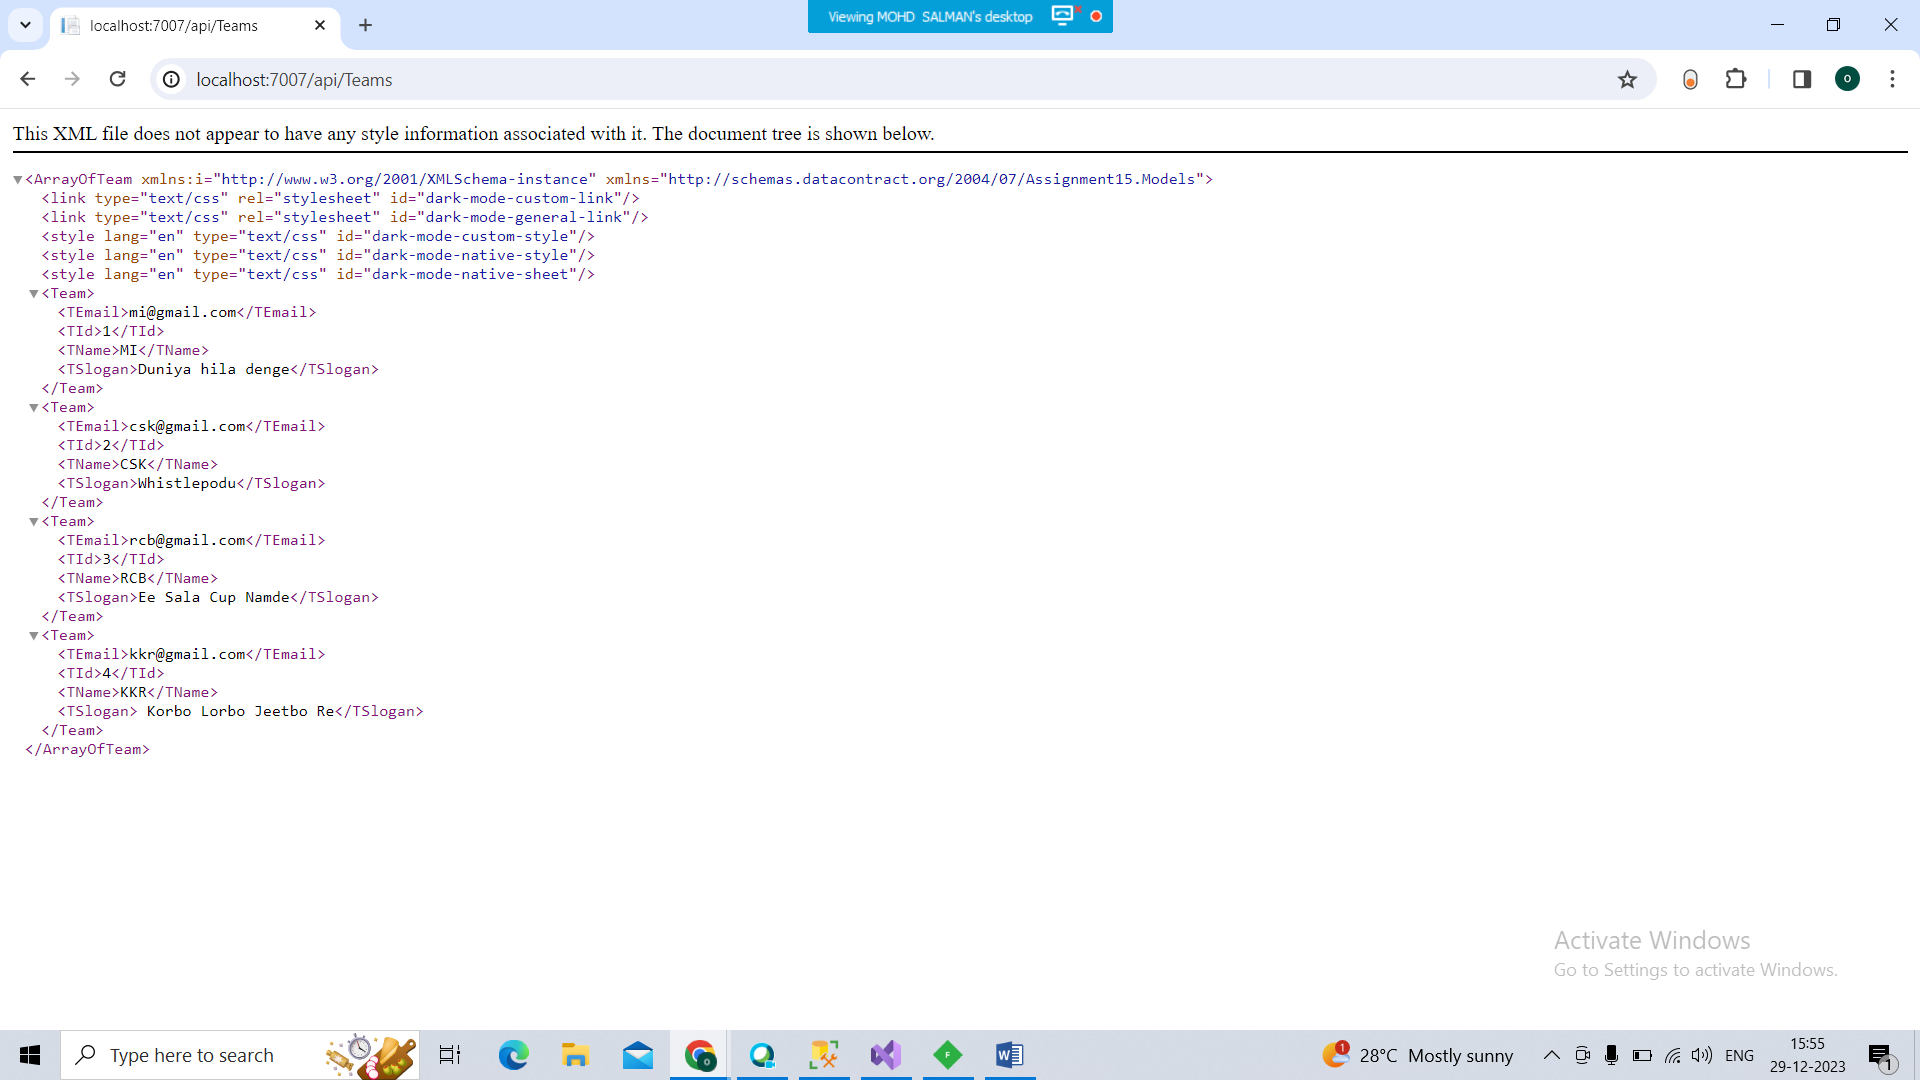 localhost:7007/api/Teams
Viewing MOHD SALMAN's desktop
localhost:7007/api/Teams
O
This XML file does not appear to have any style information associated with it. The document tree is shown below.
▼<ArrayOfTeam xmlns:i="http://www.w3.org/2001/XMLSchema-instance" xmlns="http://schemas.datacontract.org/2004/07/Assignment15.Models">
<link type="text/css" rel="stylesheet" id="dark-mode-custom-link"/>
<link type="text/css" rel="stylesheet" id="dark-mode-general-link"/>
<style lang="en" type="text/css" id="dark-mode-custom-style"/>
<style lang="en" type="text/css" id="dark-mode-native-style"/>
<style lang="en" type="text/css" id="dark-mode-native-sheet"/>
▼<Team>
<TEmail>mi@gmail.com</TEmail>
<TId>1</TId>
<TName>MI</TName>
<TSlogan>Duniya hila denge</TSlogan>
</Team>
▼<Team>
<TEmail>csk@gmail.com</TEmail>
<TId>2</TId>
<TName>CSK</TName>
<TSlogan>Whistlepodu</TSlogan>
</Team>
▼<Team>
<TEmail>rcb@gmail.com</TEmail>
<TId>3</TId>
<TName>RCB</TName>
<TSlogan>Ee Sala Cup Namde</TSlogan>
</Team>
▼<Team>
<TEmail>kkr@gmail.com</TEmail>
<TId>4</TId>
<TName>KKR</TName>
<TSlogan> Korbo Lorbo Jeetbo Re</TSlogan>
</Team>
</ArrayOfTeam>
Activate Windows
Go to Settings to activate Windows.
Type here to search
O
F
W
1
28°C Mostly sunny
ENG
15:55
29-12-2023
1